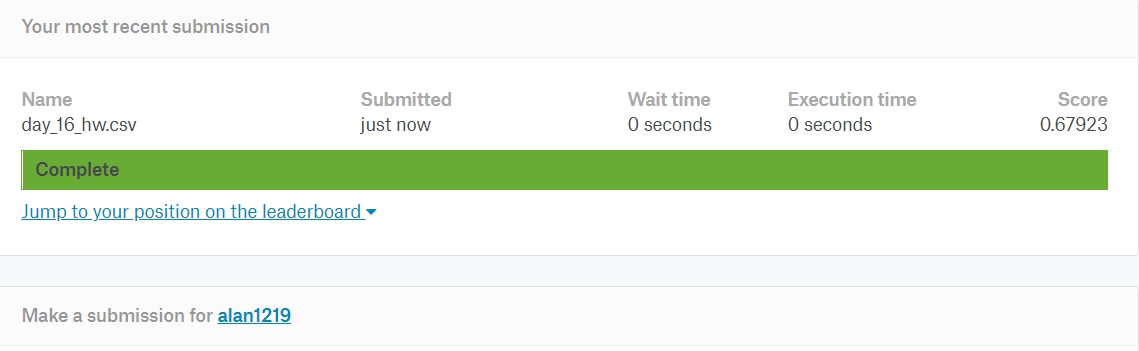 Your most recent submission
Name Submitted Wait time Execution time Score
day_16_hw.csv just now 0 seconds 0 seconds 0.67923
Complete
Jump to your position on the leaderboard
Make a submission for alan1219